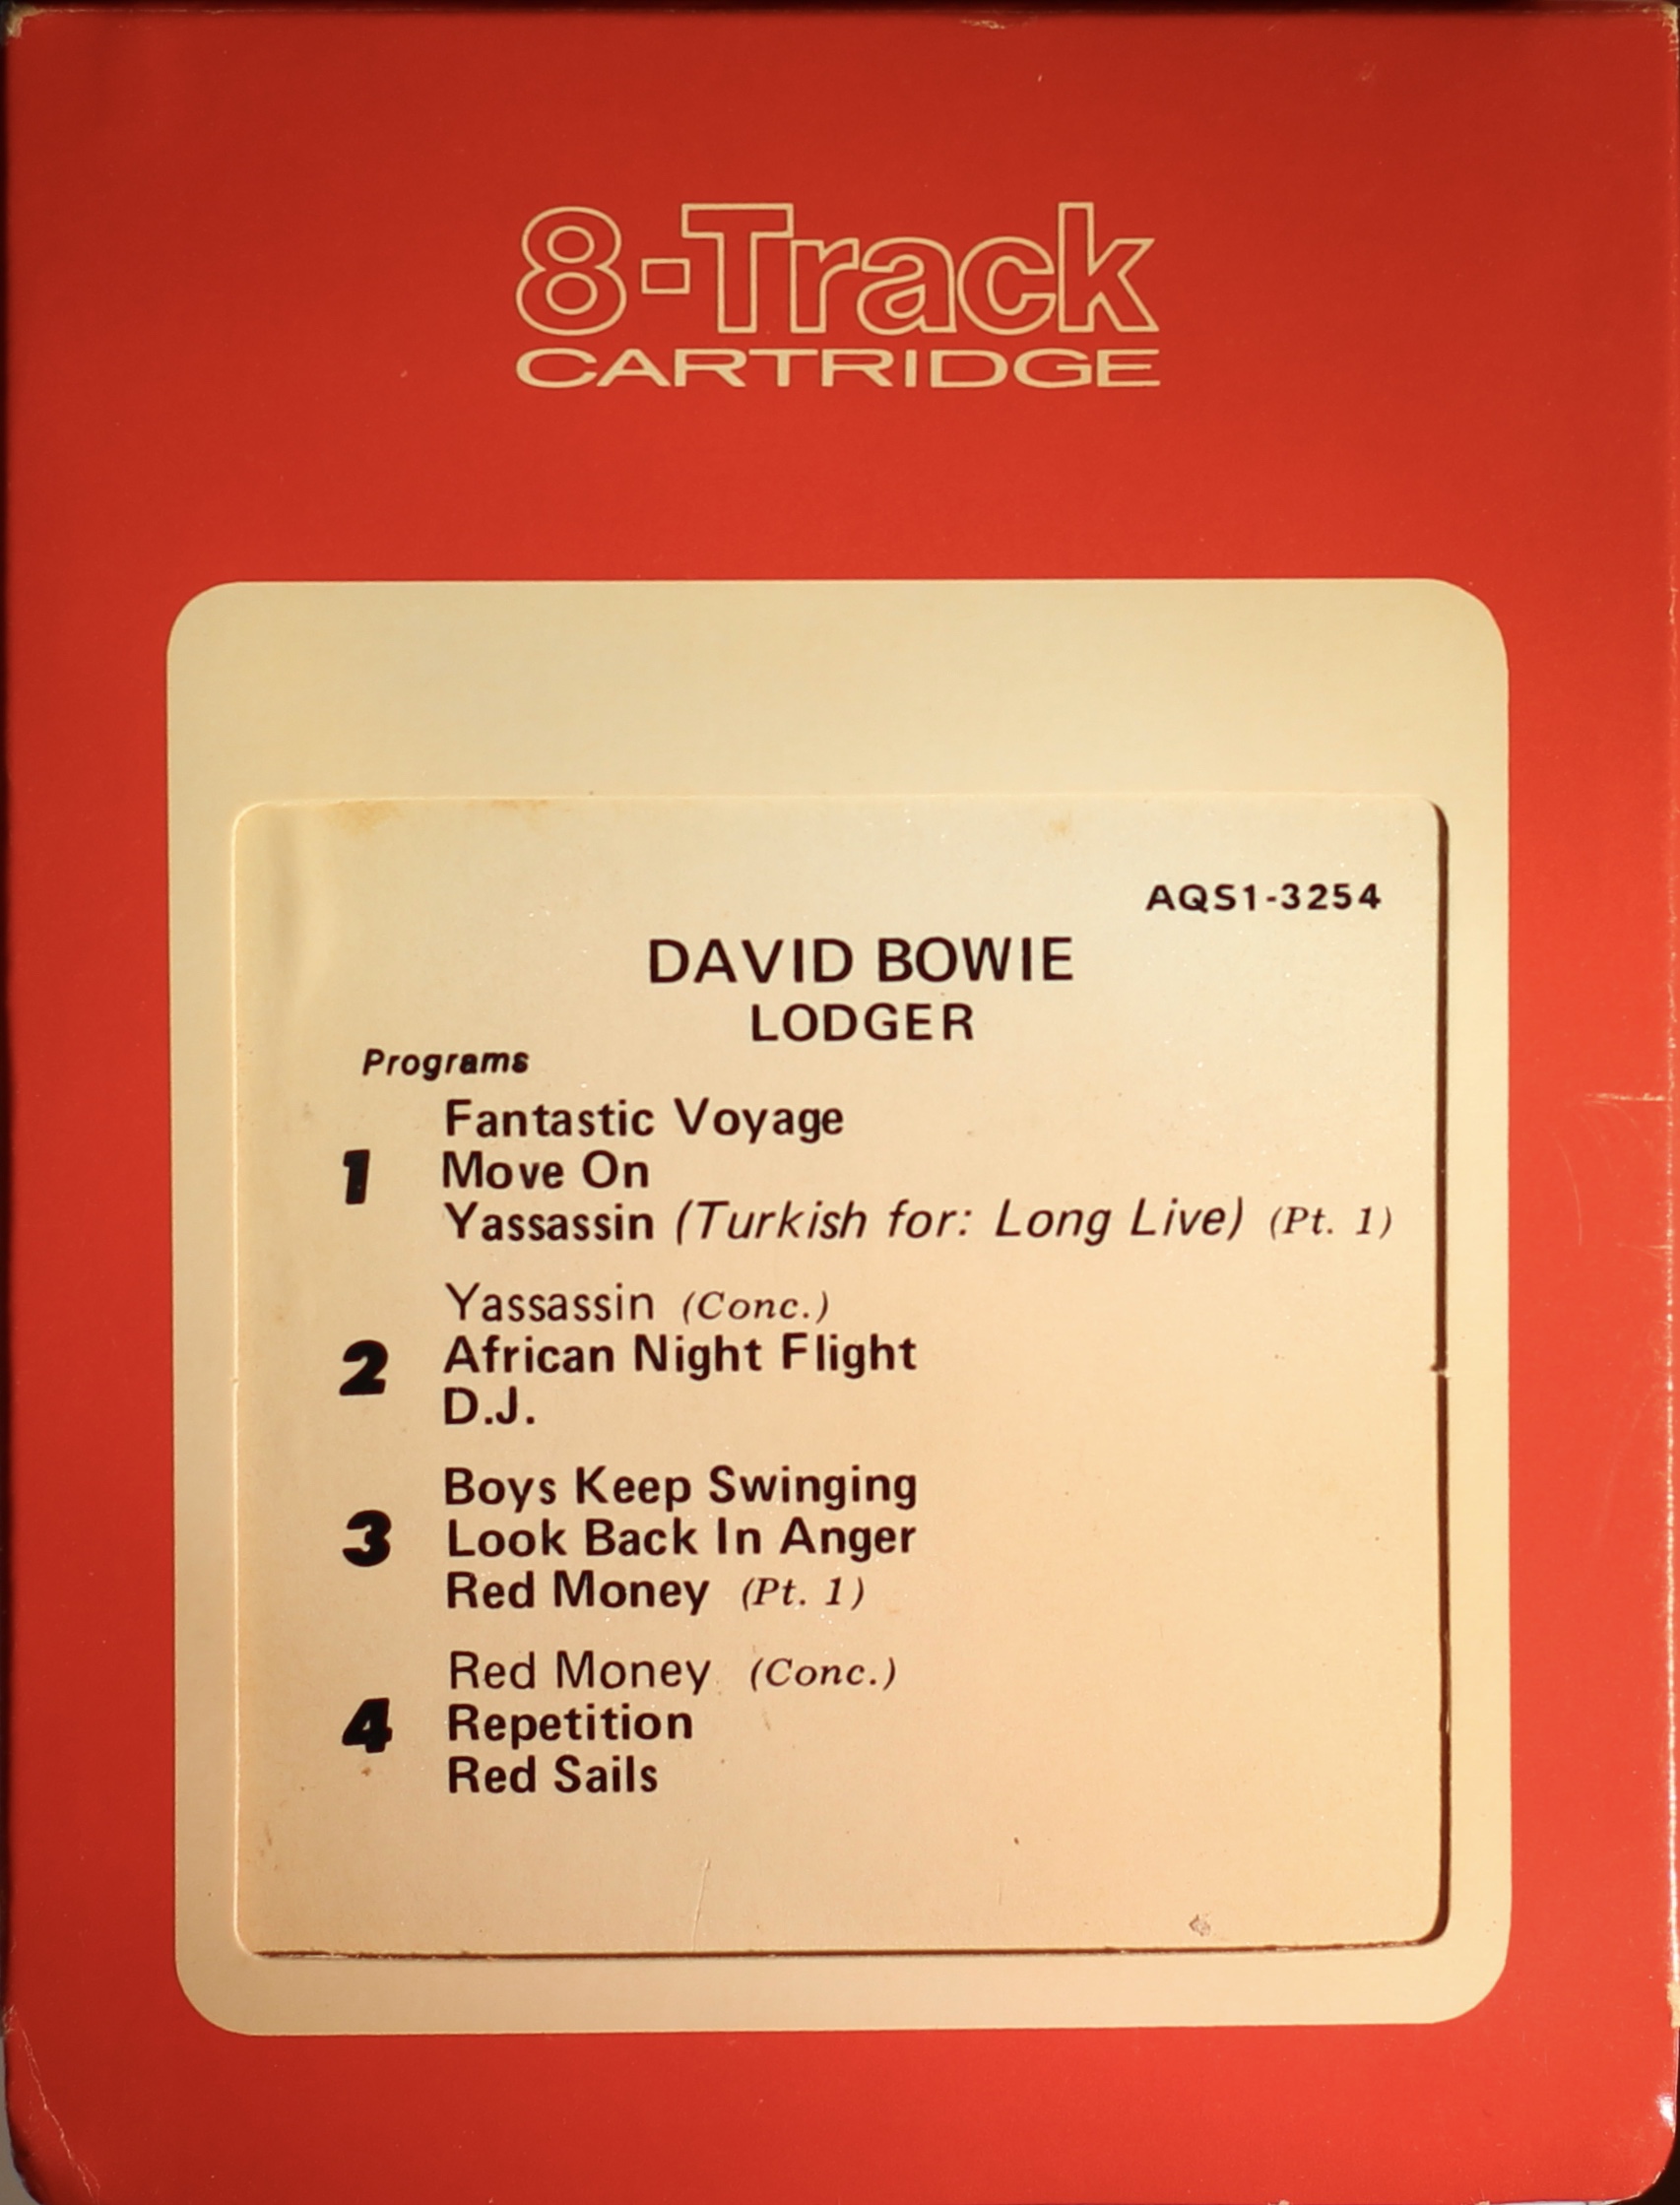 8-Track
CARTRIDGE
AQS1-3254
DAVID BOWIE
LODGER
Programs
1
Fantastic Voyage
Move On
Yassassin (Turkish for: Long Live) (Pt. 1)
2
Yassassin (Conc.)
African Night Flight
D.J.
3
Boys Keep Swinging
Look Back In Anger
Red Money (Pt. 1)
4
Red Money (Conc.)
Repetition
Red Sails